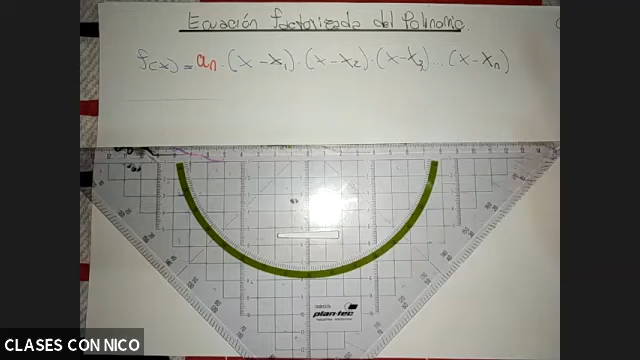 Ecuación factorizada del Polinomio.
f(x) = an · (x - x1) · (x - x2) · (x - x3) ... (x - xn)
plan-tec
CLASES CON NICO